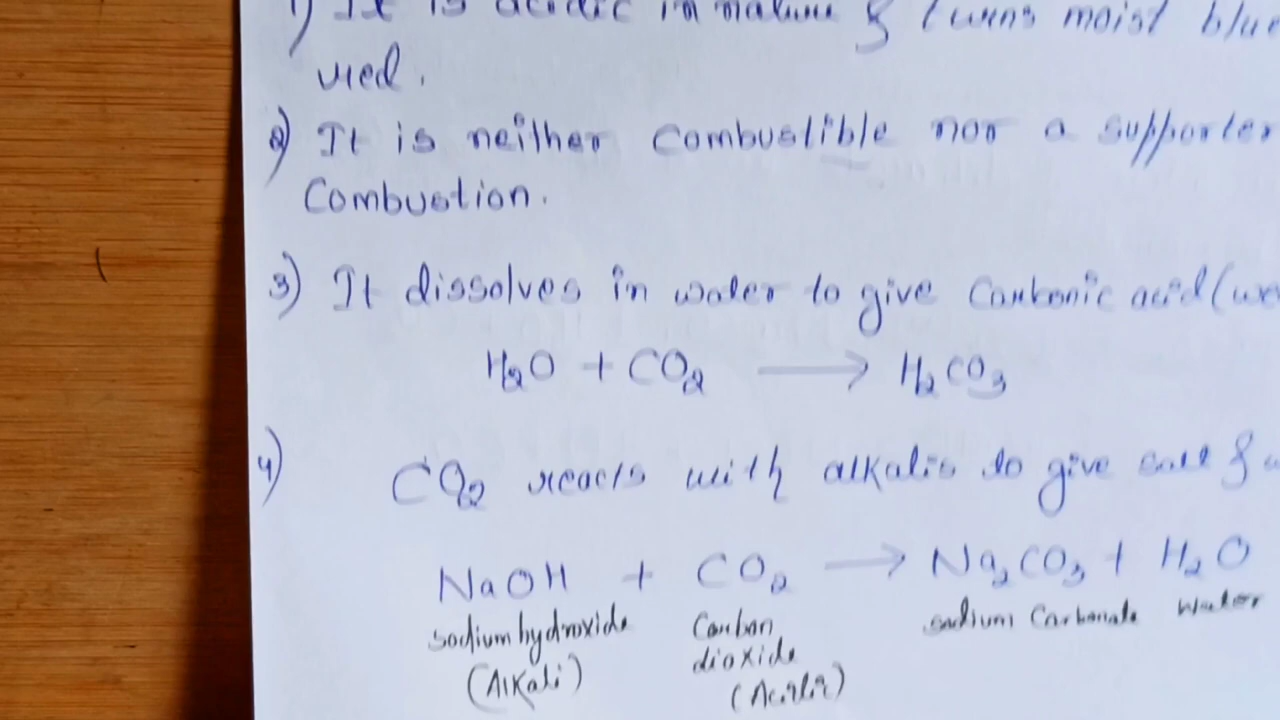 1) It is acidic in nature & turns moist blue
red.
2) It is neither combustible nor a supporter
Combustion.
3) It dissolves in water to give Carbonic acid (we
H₂O + CO₂ → H₂CO₃
4) CO₂ reacts with alkalis to give salt &
NaOH + CO₂ → Na₂CO₃ + H₂O
sodium hydroxide Carbon sodium Carbonate Water
dioxide
(Alkali) (Acidic)